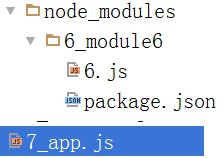 node_modules
6_module6
6.js
package.json
7_app.js